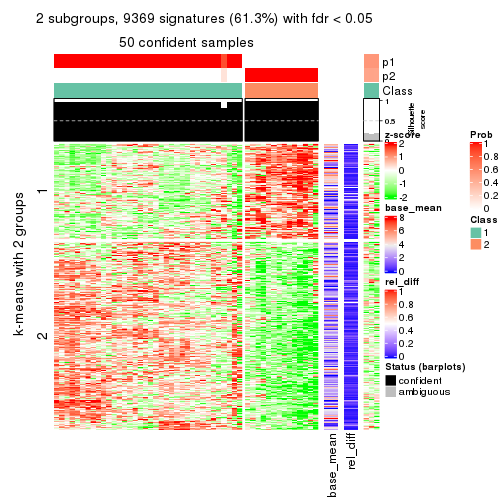 2 subgroups, 9369 signatures (61.3%) with fdr < 0.05
50 confident samples
p1
p2
Class
1
0.5
0
Silhouette
score
k-means with 2 groups
1
2
base_mean
rel_diff
z-score
2
1
0
-1
-2
base_mean
8
6
4
2
0
rel_diff
1
0.8
0.6
0.4
0.2
0
Status (barplots)
confident
ambiguous
Prob
1
0.8
0.6
0.4
0.2
0
Class
1
2